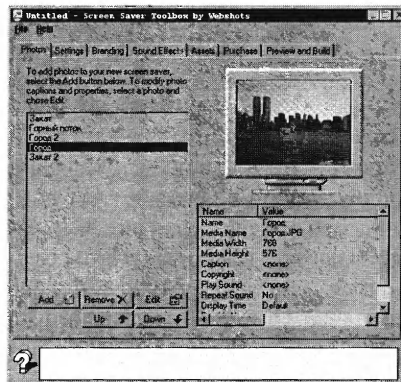 Untitled - Screen Saver Toolbox by Webshots
File Help
Photos Settings Branding Sound Effects Assets Purchase Preview and Build
To add photos to your new screen saver,
select the Add button below. To modify photo
captions and properties, select a photo and
chose Edit.
Закат
Горный поток
Город 2
Город
Закат 2
Add Remove Edit
Up Down
Name Value
Name Город
Media Name Город.JPG
Media Width 768
Media Height 576
Caption <none>
Copyright <none>
Play Sound <none>
Repeat Sound No
Display Time Default